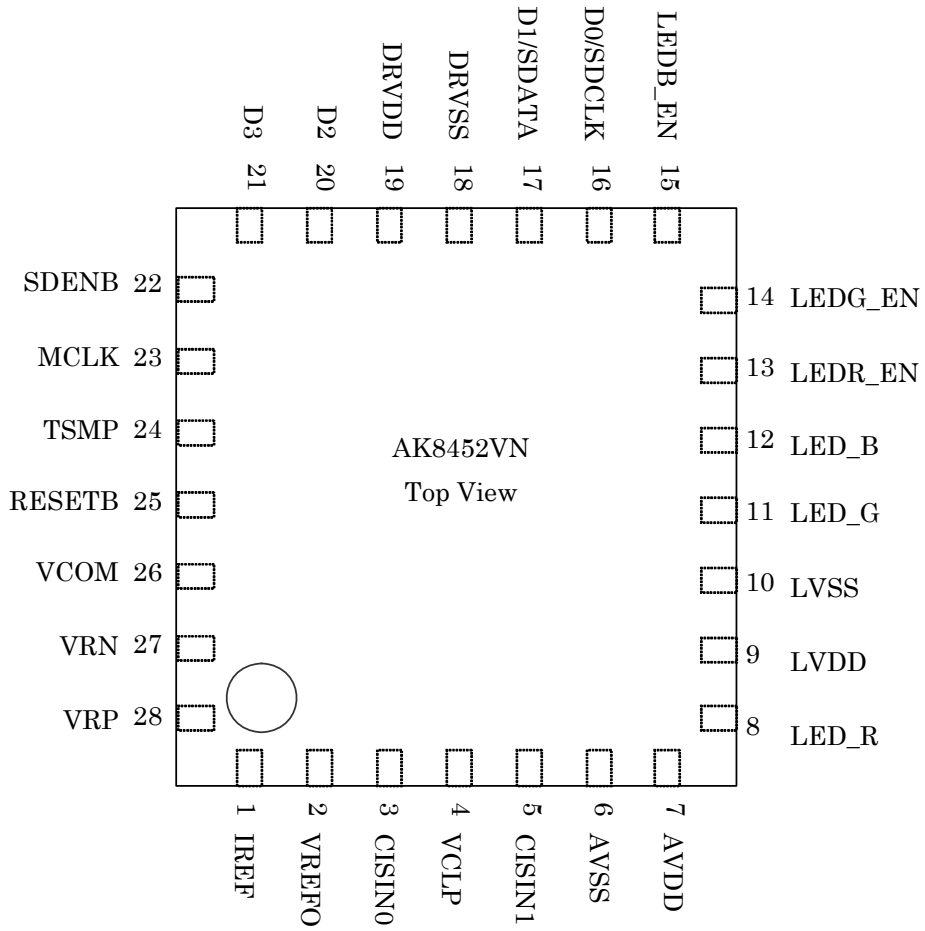 D3 21
D2 20
DRVDD 19
DRVSS 18
D1/SDATA 17
D0/SDCLK 16
LEDB_EN 15
SDENB 22
MCLK 23
TSMP 24
RESETB 25
VCOM 26
VRN 27
VRP 28
AK8452VN
Top View
14 LEDG_EN
13 LEDR_EN
12 LED_B
11 LED_G
10 LVSS
9 LVDD
8 LED_R
1 IREF
2 VREFO
3 CISIN0
4 VCLP
5 CISIN1
6 AVSS
7 AVDD